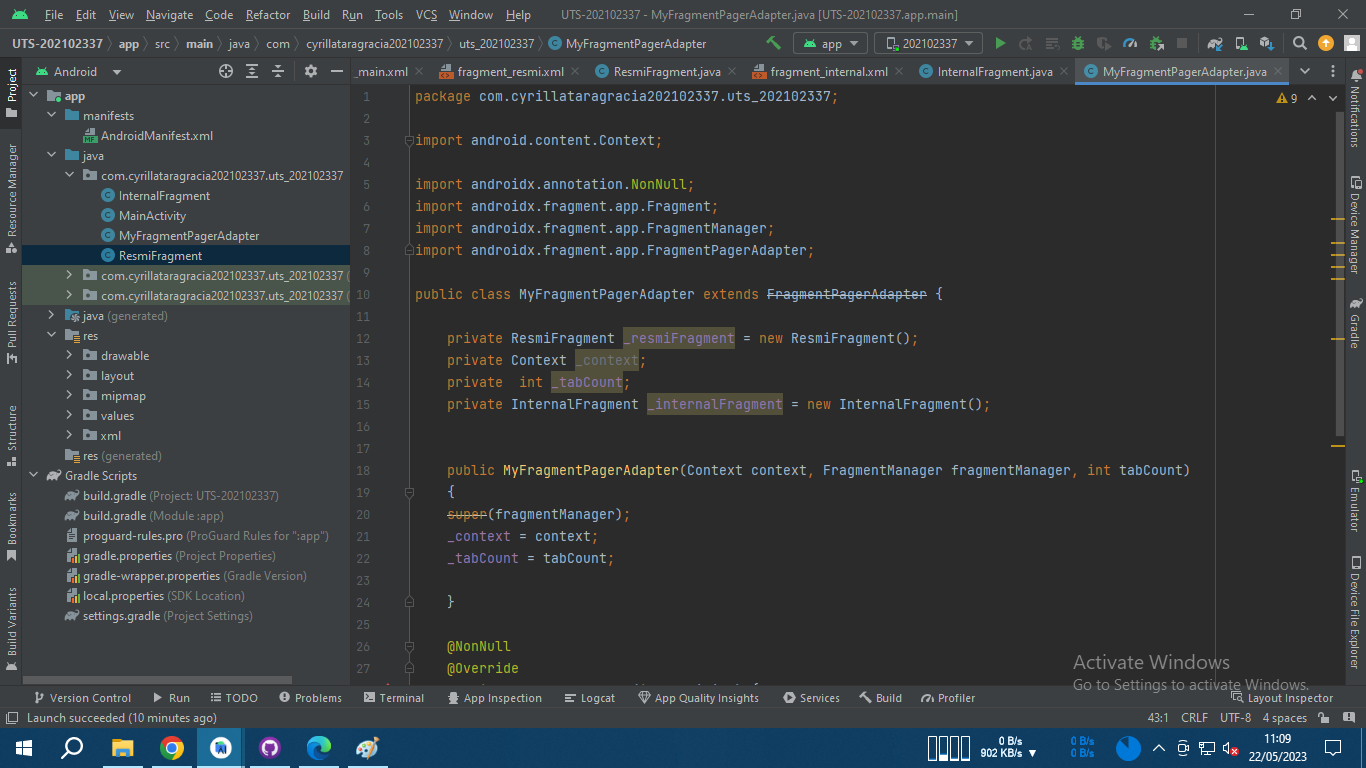 File Edit View Navigate Code Refactor Build Run Tools VCS Window Help UTS-202102337 - MyFragmentPagerAdapter.java [UTS-202102337.app.main]
UTS-202102337 app src main java com cyrillataragracia202102337 uts_202102337 MyFragmentPagerAdapter app 202102337
Android _main.xml fragment_resmi.xml ResmiFragment.java fragment_internal.xml InternalFragment.java MyFragmentPagerAdapter.java
Project
Resource Manager
Pull Requests
Structure
Bookmarks
Build Variants
app
manifests
AndroidManifest.xml
java
com.cyrillataragracia202102337.uts_202102337
InternalFragment
MainActivity
MyFragmentPagerAdapter
ResmiFragment
com.cyrillataragracia202102337.uts_202102337 (
com.cyrillataragracia202102337.uts_202102337 (
java (generated)
res
drawable
layout
mipmap
values
xml
res (generated)
Gradle Scripts
build.gradle (Project: UTS-202102337)
build.gradle (Module :app)
proguard-rules.pro (ProGuard Rules for ":app")
gradle.properties (Project Properties)
gradle-wrapper.properties (Gradle Version)
local.properties (SDK Location)
settings.gradle (Project Settings)
1 package com.cyrillataragracia202102337.uts_202102337;
2
3 import android.content.Context;
4
5 import androidx.annotation.NonNull;
6 import androidx.fragment.app.Fragment;
7 import androidx.fragment.app.FragmentManager;
8 import androidx.fragment.app.FragmentPagerAdapter;
9
10 public class MyFragmentPagerAdapter extends FragmentPagerAdapter {
11
12 private ResmiFragment _resmiFragment = new ResmiFragment();
13 private Context _context;
14 private int _tabCount;
15 private InternalFragment _internalFragment = new InternalFragment();
16
17
18 public MyFragmentPagerAdapter(Context context, FragmentManager fragmentManager, int tabCount)
19 {
20 super(fragmentManager);
21 _context = context;
22 _tabCount = tabCount;
23
24 }
25
26 @NonNull
27 @Override
9
Notifications
Device Manager
Gradle
Emulator
Device File Explorer
Activate Windows
Go to Settings to activate Windows.
Version Control Run TODO Problems Terminal App Inspection Logcat App Quality Insights Services Build Profiler Layout Inspector
Launch succeeded (10 minutes ago) 43:1 CRLF UTF-8 4 spaces
0 B/s
902 KB/s
0 B/s
0 B/s
11:09
22/05/2023